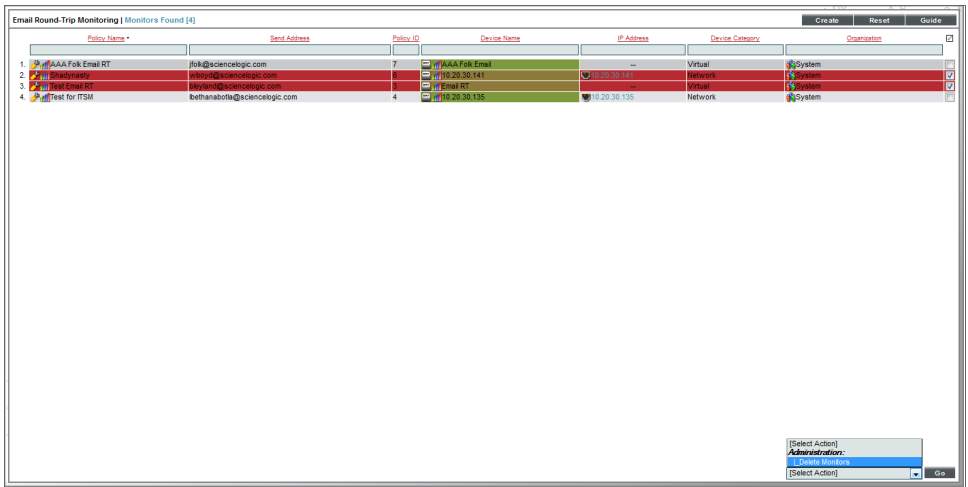 Email Round-Trip Monitoring | Monitors Found [4]
Create Reset Guide
Policy Name • Send Address Policy ID Device Name IP Address Device Category Organization
1. AAA Folk Email RT jfolk@sciencelogic.com 7 AAA Folk Email -- Virtual System
2. Shadynasty wboyd@sciencelogic.com 6 10.20.30.141 10.20.30.141 Network System
3. Test Email RT bleyland@sciencelogic.com 3 Email RT -- Virtual System
4. Test for ITSM lbethanabotla@sciencelogic.com 4 10.20.30.135 10.20.30.135 Network System
[Select Action]
Administration:
|_Delete Monitors
[Select Action] Go